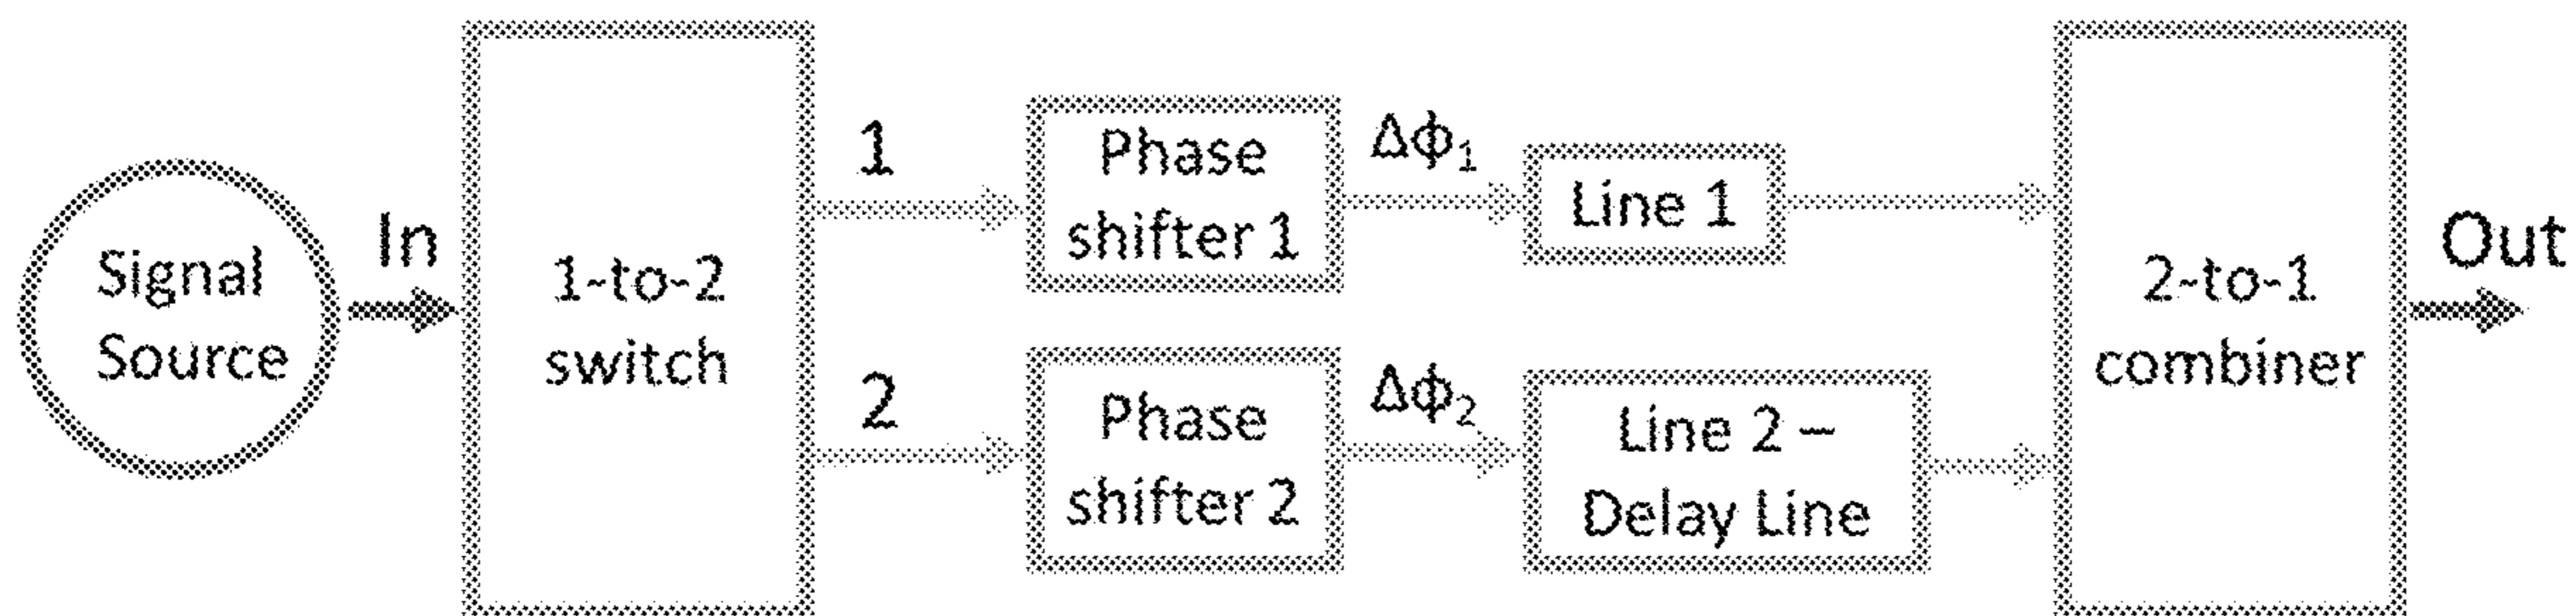 Signal
Source
In
1-to-2
switch
1
Phase
shifter 1
Δϕ₁
Line 1
2
Phase
shifter 2
Δϕ₂
Line 2 –
Delay Line
2-to-1
combiner
Out